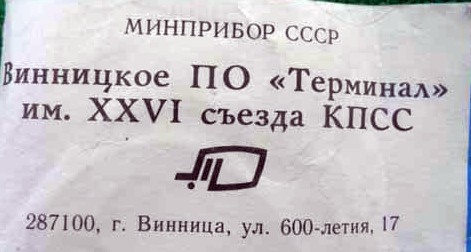 МИНПРИБОР СССР
Винницкое ПО «Терминал»
им. XXVI съезда КПСС
287100, г. Винница, ул. 600-летия, 17